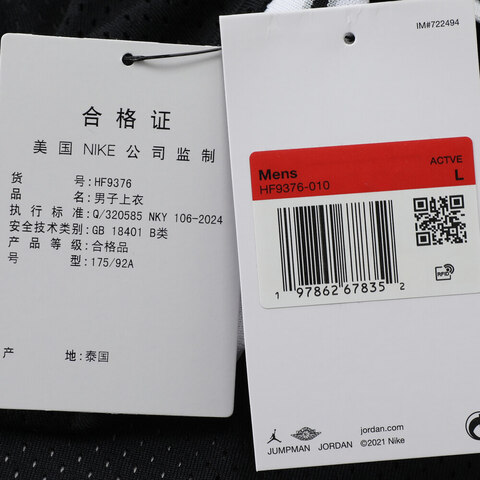 合格证
美国 NIKE 公司监制
货 号: HF9376
品 名: 男子上衣
执行标准: Q/320585 NKY 106-2024
安全技术类别: GB 18401 B类
产品等级: 合格品
号 型: 175/92A
产 地: 泰国
IM#722494
ACTVE
Mens L
HF9376-010
1 97862 67835 2
JUMPMAN JORDAN
jordan.com
©2021 Nike